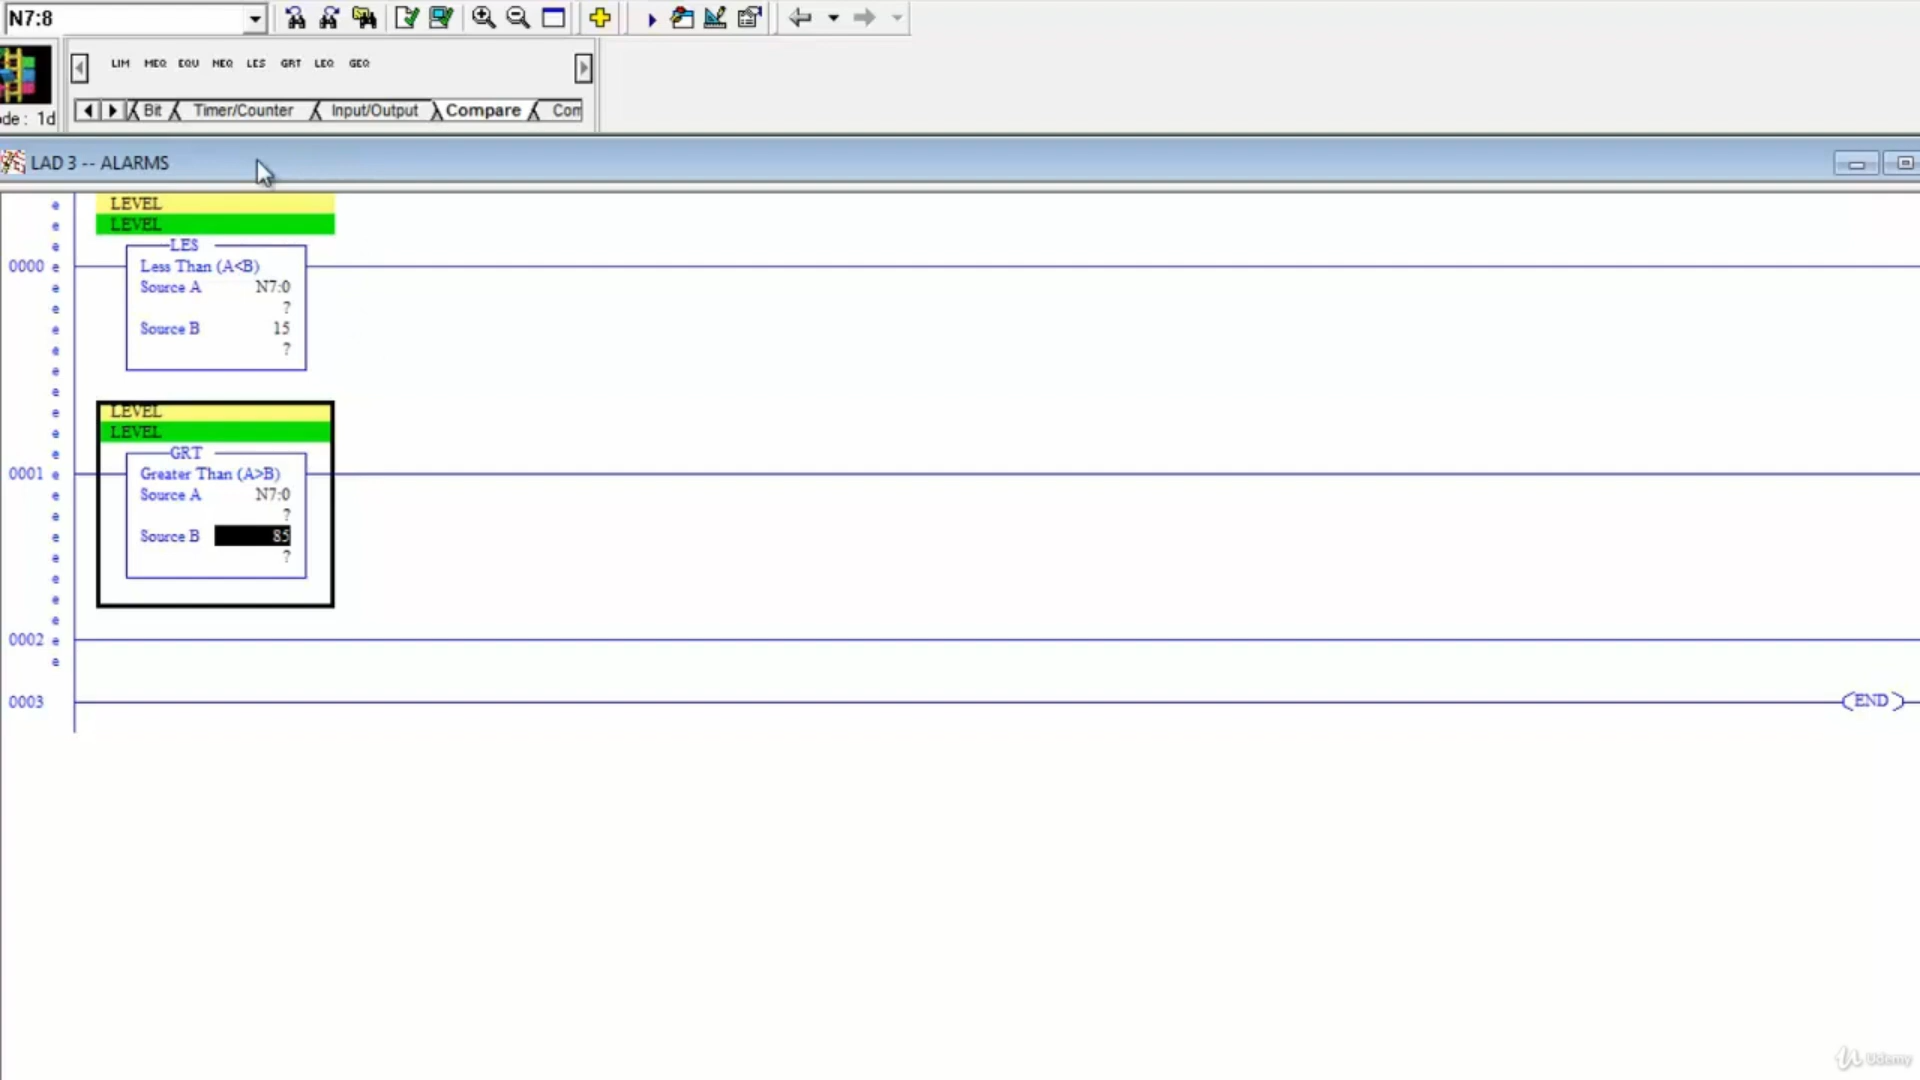 N7:8
LIM MEQ EQU NEQ LES GRT LEQ GEQ
ode : 1d
Bit Timer/Counter Input/Output Compare Com
LAD 3 -- ALARMS
LEVEL
LEVEL
LES
0000 e Less Than (A<B)
e Source A N7:0
e ?
e Source B 15
e ?
e
e
e LEVEL
e LEVEL
e GRT
0001 e Greater Than (A>B)
e Source A N7:0
e ?
e Source B 85
e ?
e
e
e
0002 e
e
0003 END
Udemy